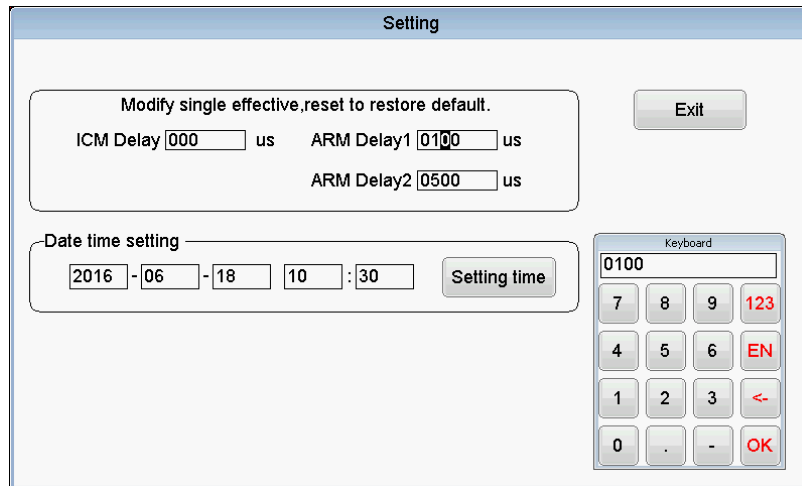 Setting
Modify single effective,reset to restore default.
Exit
ICM Delay 000 us ARM Delay1 0100 us
ARM Delay2 0500 us
Date time setting
2016 - 06 - 18 10 : 30 Setting time
Keyboard
0100
7 8 9 123
4 5 6 EN
1 2 3 <-
0 . - OK